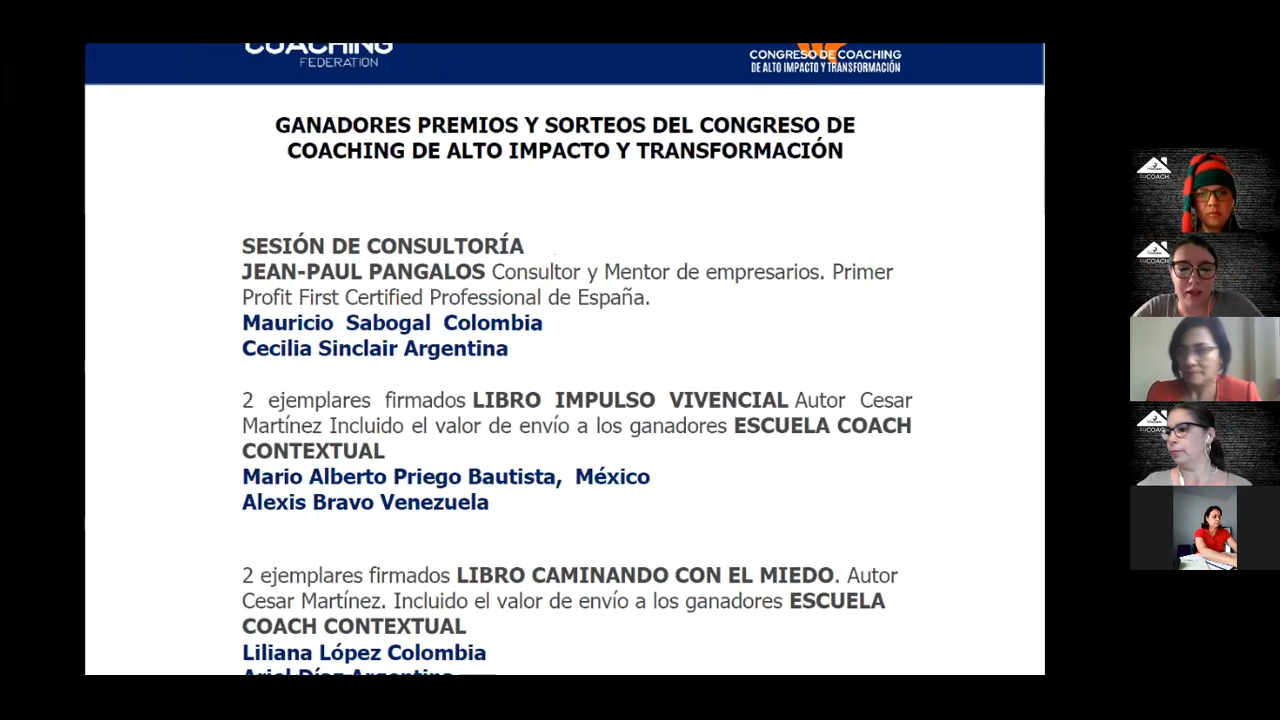 COACHING
FEDERATION
CONGRESO DE COACHING
DE ALTO IMPACTO Y TRANSFORMACIÓN
GANADORES PREMIOS Y SORTEOS DEL CONGRESO DE
COACHING DE ALTO IMPACTO Y TRANSFORMACIÓN
SESIÓN DE CONSULTORÍA
JEAN-PAUL PANGALOS Consultor y Mentor de empresarios. Primer
Profit First Certified Professional de España.
Mauricio Sabogal Colombia
Cecilia Sinclair Argentina
2 ejemplares firmados LIBRO IMPULSO VIVENCIAL Autor Cesar
Martínez Incluido el valor de envío a los ganadores ESCUELA COACH
CONTEXTUAL
Mario Alberto Priego Bautista, México
Alexis Bravo Venezuela
2 ejemplares firmados LIBRO CAMINANDO CON EL MIEDO. Autor
Cesar Martínez. Incluido el valor de envío a los ganadores ESCUELA
COACH CONTEXTUAL
Liliana López Colombia
Ariel Díaz Argentina